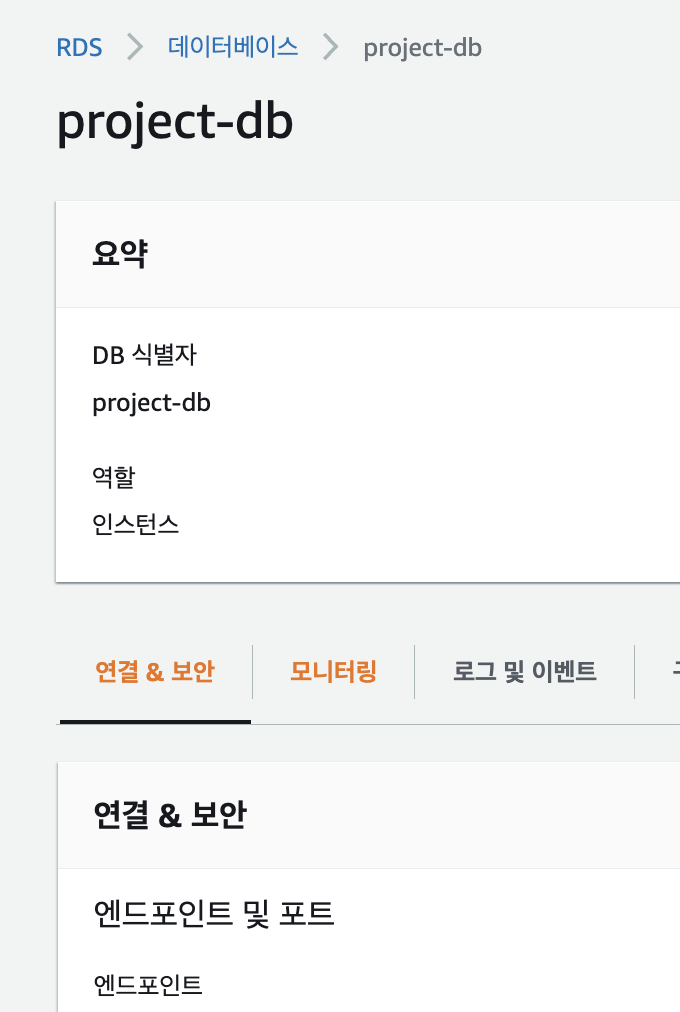 RDS > 데이터베이스 > project-db
project-db
요약
DB 식별자
project-db
역할
인스턴스
연결 & 보안 모니터링 로그 및 이벤트
연결 & 보안
엔드포인트 및 포트
엔드포인트